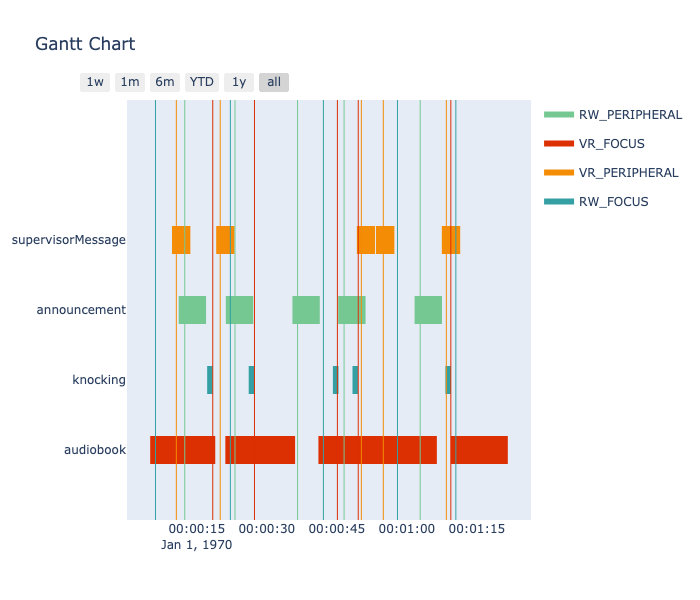 Gantt Chart
1w 1m 6m YTD 1y all
RW_PERIPHERAL
VR_FOCUS
VR_PERIPHERAL
RW_FOCUS
supervisorMessage
announcement
knocking
audiobook
00:00:15 00:00:30 00:00:45 00:01:00 00:01:15
Jan 1, 1970